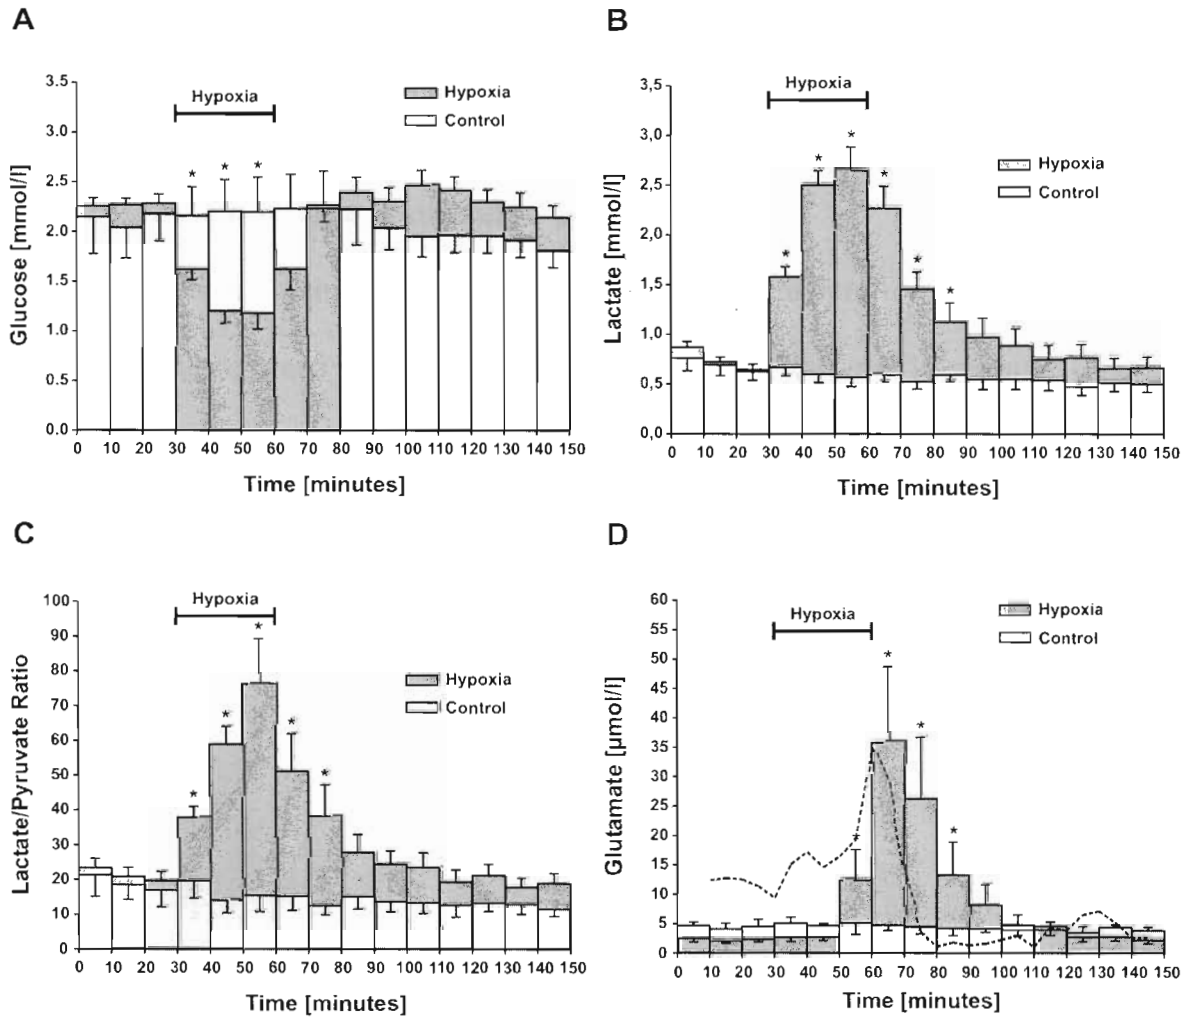 A
Hypoxia
Hypoxia
Control
Glucose [mmol/l]
3.5
3.0
2.5
2.0
1.5
1.0
0.5
0.0
* * *
0 10 20 30 40 50 60 70 80 90 100 110 120 130 140 150
Time [minutes]
B
Hypoxia
Hypoxia
Control
Lactate [mmol/l]
3,5
3,0
2,5
2,0
1,5
1,0
0,5
0,0
* * * * * *
0 10 20 30 40 50 60 70 80 90 100 110 120 130 140 150
Time [minutes]
C
Hypoxia
Hypoxia
Control
Lactate/Pyruvate Ratio
100
90
80
70
60
50
40
30
20
10
0
* * * * *
0 10 20 30 40 50 60 70 80 90 100 110 120 130 140 150
Time [minutes]
D
Hypoxia
Hypoxia
Control
Glutamate [µmol/l]
60
55
50
45
40
35
30
25
20
15
10
5
0
* * * *
0 10 20 30 40 50 60 70 80 90 100 110 120 130 140 150
Time [minutes]